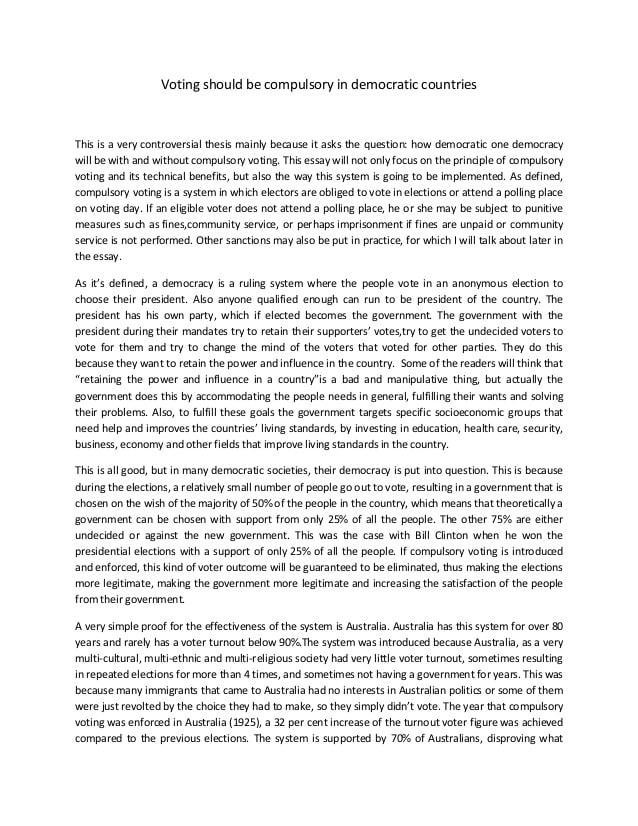 Voting should be compulsory in democratic countries
This is a very controversial thesis mainly because it asks the question: how democratic one democracy
will be with and without compulsory voting. This essay will not only focus on the principle of compulsory
voting and its technical benefits, but also the way this system is going to be implemented. As defined,
compulsory voting is a system in which electors are obliged to vote in elections or attend a polling place
on voting day. If an eligible voter does not attend a polling place, he or she may be subject to punitive
measures such as fines,community service, or perhaps imprisonment if fines are unpaid or community
service is not performed. Other sanctions may also be put in practice, for which I will talk about later in
the essay.
As it’s defined, a democracy is a ruling system where the people vote in an anonymous election to
choose their president. Also anyone qualified enough can run to be president of the country. The
president has his own party, which if elected becomes the government. The government with the
president during their mandates try to retain their supporters’ votes,try to get the undecided voters to
vote for them and try to change the mind of the voters that voted for other parties. They do this
because they want to retain the power and influence in the country. Some of the readers will think that
“retaining the power and influence in a country”is a bad and manipulative thing, but actually the
government does this by accommodating the people needs in general, fulfilling their wants and solving
their problems. Also, to fulfill these goals the government targets specific socioeconomic groups that
need help and improves the countries’ living standards, by investing in education, health care, security,
business, economy and other fields that improve living standards in the country.
This is all good, but in many democratic societies, their democracy is put into question. This is because
during the elections, a relatively small number of people go out to vote, resulting in a government that is
chosen on the wish of the majority of 50% of the people in the country, which means that theoretically a
government can be chosen with support from only 25% of all the people. The other 75% are either
undecided or against the new government. This was the case with Bill Clinton when he won the
presidential elections with a support of only 25% of all the people. If compulsory voting is introduced
and enforced, this kind of voter outcome will be guaranteed to be eliminated, thus making the elections
more legitimate, making the government more legitimate and increasing the satisfaction of the people
from their government.
A very simple proof for the effectiveness of the system is Australia. Australia has this system for over 80
years and rarely has a voter turnout below 90%.The system was introduced because Australia, as a very
multi-cultural, multi-ethnic and multi-religious society had very little voter turnout, sometimes resulting
in repeated elections for more than 4 times, and sometimes not having a government for years. This was
because many immigrants that came to Australia had no interests in Australian politics or some of them
were just revolted by the choice they had to make, so they simply didn’t vote. The year that compulsory
voting was enforced in Australia (1925), a 32 per cent increase of the turnout voter figure was achieved
compared to the previous elections. The system is supported by 70% of Australians, disproving what